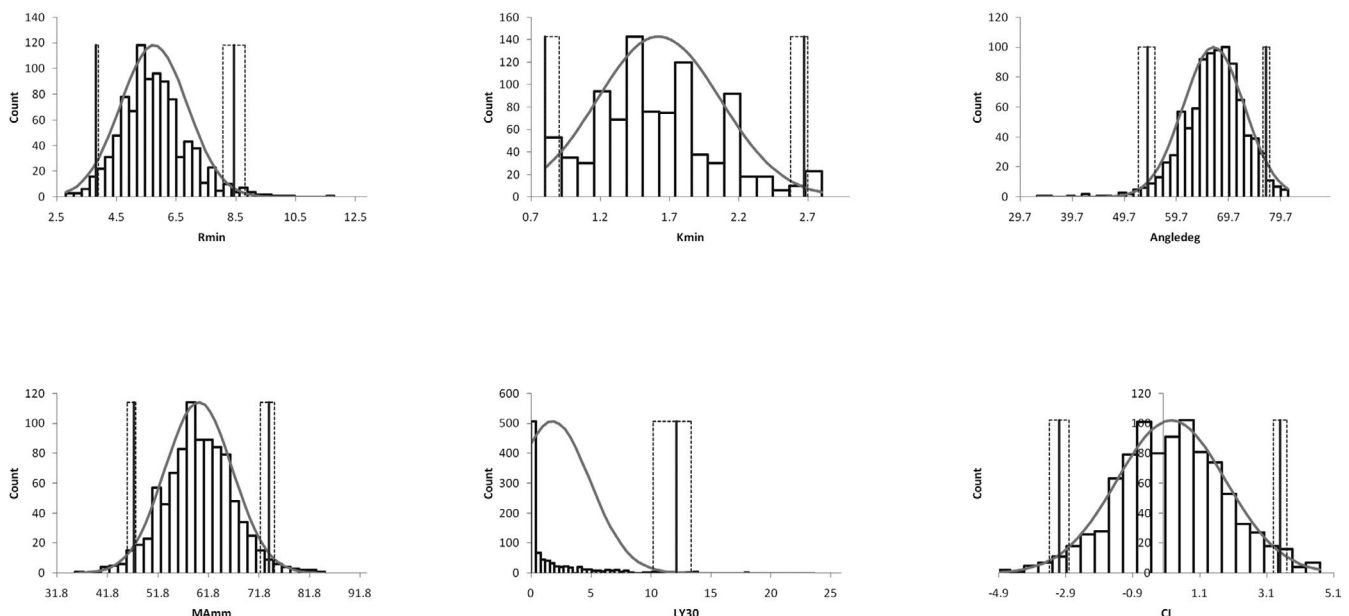 140
120
100
80
60
40
20
0
Count
2.5 4.5 6.5 8.5 10.5 12.5
Rmin
160
140
120
100
80
60
40
20
0
Count
0.7 1.2 1.7 2.2 2.7
Kmin
120
100
80
60
40
20
0
Count
29.7 39.7 49.7 59.7 69.7 79.7
Angledeg
120
100
80
60
40
20
0
Count
31.8 41.8 51.8 61.8 71.8 81.8 91.8
MAmm
600
500
400
300
200
100
0
Count
0 5 10 15 20 25
LY30
120
100
80
60
40
20
0
Count
-4.9 -2.9 -0.9 1.1 3.1 5.1
CI